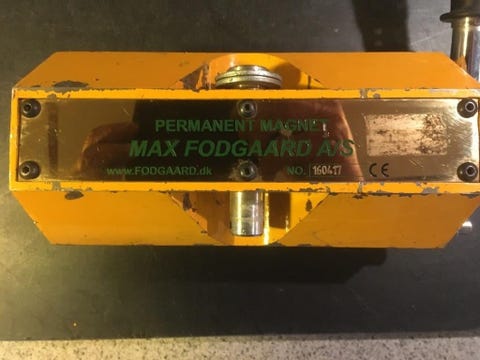 PERMANENT MAGNET
MAX FODGAARD A/S
www.FODGAARD.dk NO. 160417 CE